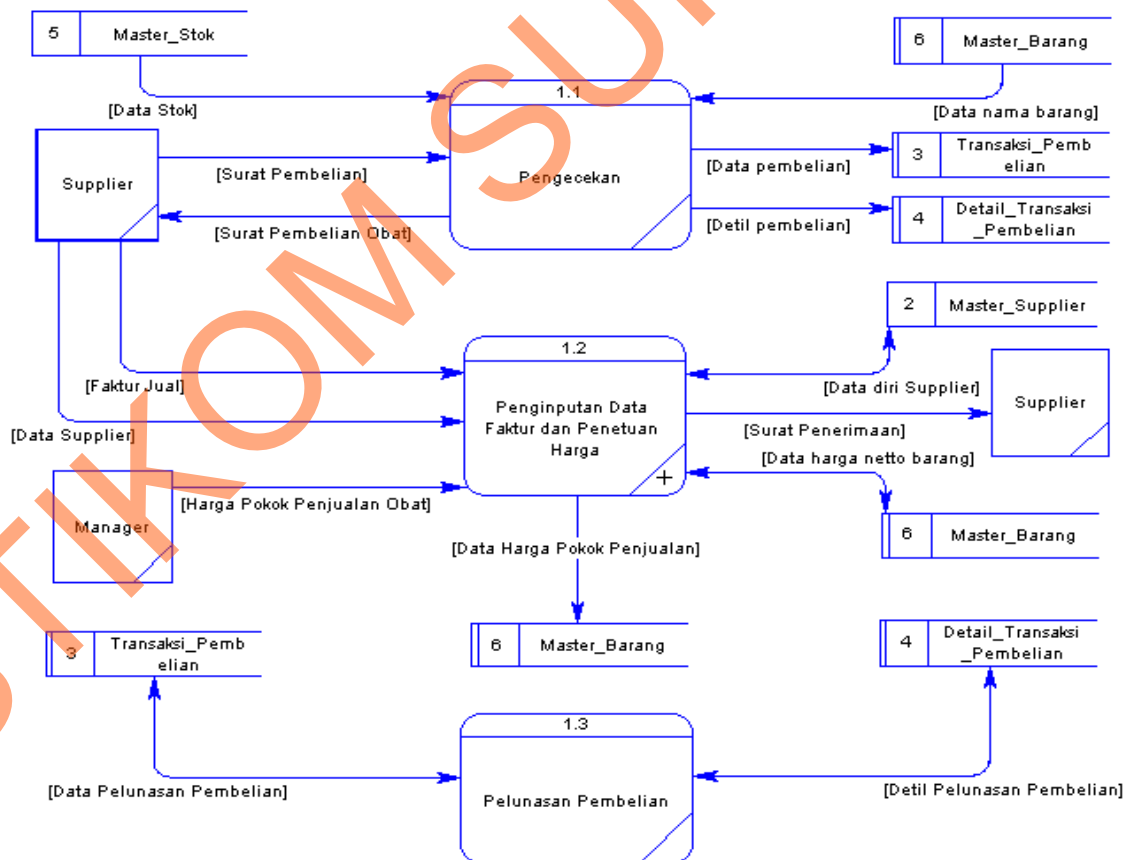 5 Master_Stok
6 Master_Barang
1.1
[Data Stok]
[Data nama barang]
Supplier
[Surat Pembelian]
Pengecekan
[Data pembelian]
3 Transaksi_Pemb
elian
[Surat Pembelian Obat]
[Detil pembelian]
4 Detail_Transaksi
_Pembelian
2 Master_Supplier
1.2
[Faktur Jual]
[Data diri Supplier]
Penginputan Data
Faktur dan Penetuan
Harga
Supplier
[Data Supplier]
[Surat Penerimaan]
[Data harga netto barang]
+
[Harga Pokok Penjualan Obat]
Manager
6 Master_Barang
[Data Harga Pokok Penjualan]
3 Transaksi_Pemb
elian
6 Master_Barang
4 Detail_Transaksi
_Pembelian
1.3
[Data Pelunasan Pembelian]
Pelunasan Pembelian
[Detil Pelunasan Pembelian]
STIKOM SU